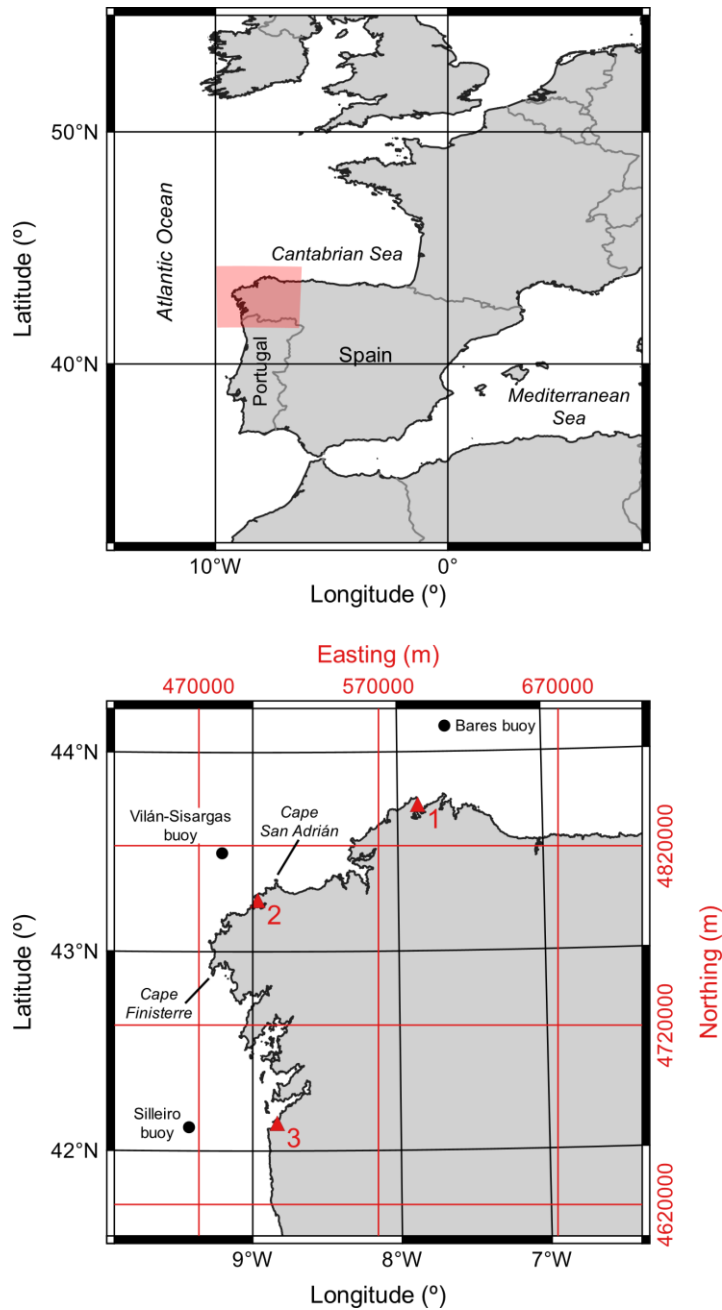 50°N
40°N
Latitude (º)
Atlantic Ocean
Cantabrian Sea
Portugal
Spain
Mediterranean
Sea
10°W
0°
Longitude (º)
Easting (m)
470000
570000
670000
44°N
43°N
42°N
Latitude (º)
Bares buoy
Vilán-Sisargas
buoy
Cape
San Adrián
1
2
Cape
Finisterre
Silleiro
buoy
3
4820000
4720000
4620000
Northing (m)
9°W
8°W
7°W
Longitude (º)